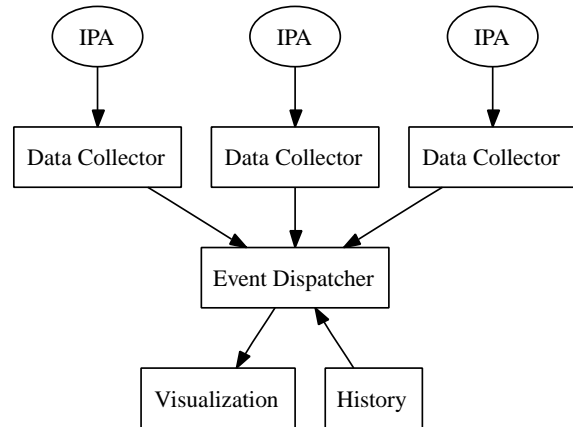 IPA
IPA
IPA
Data Collector
Data Collector
Data Collector
Event Dispatcher
Visualization
History